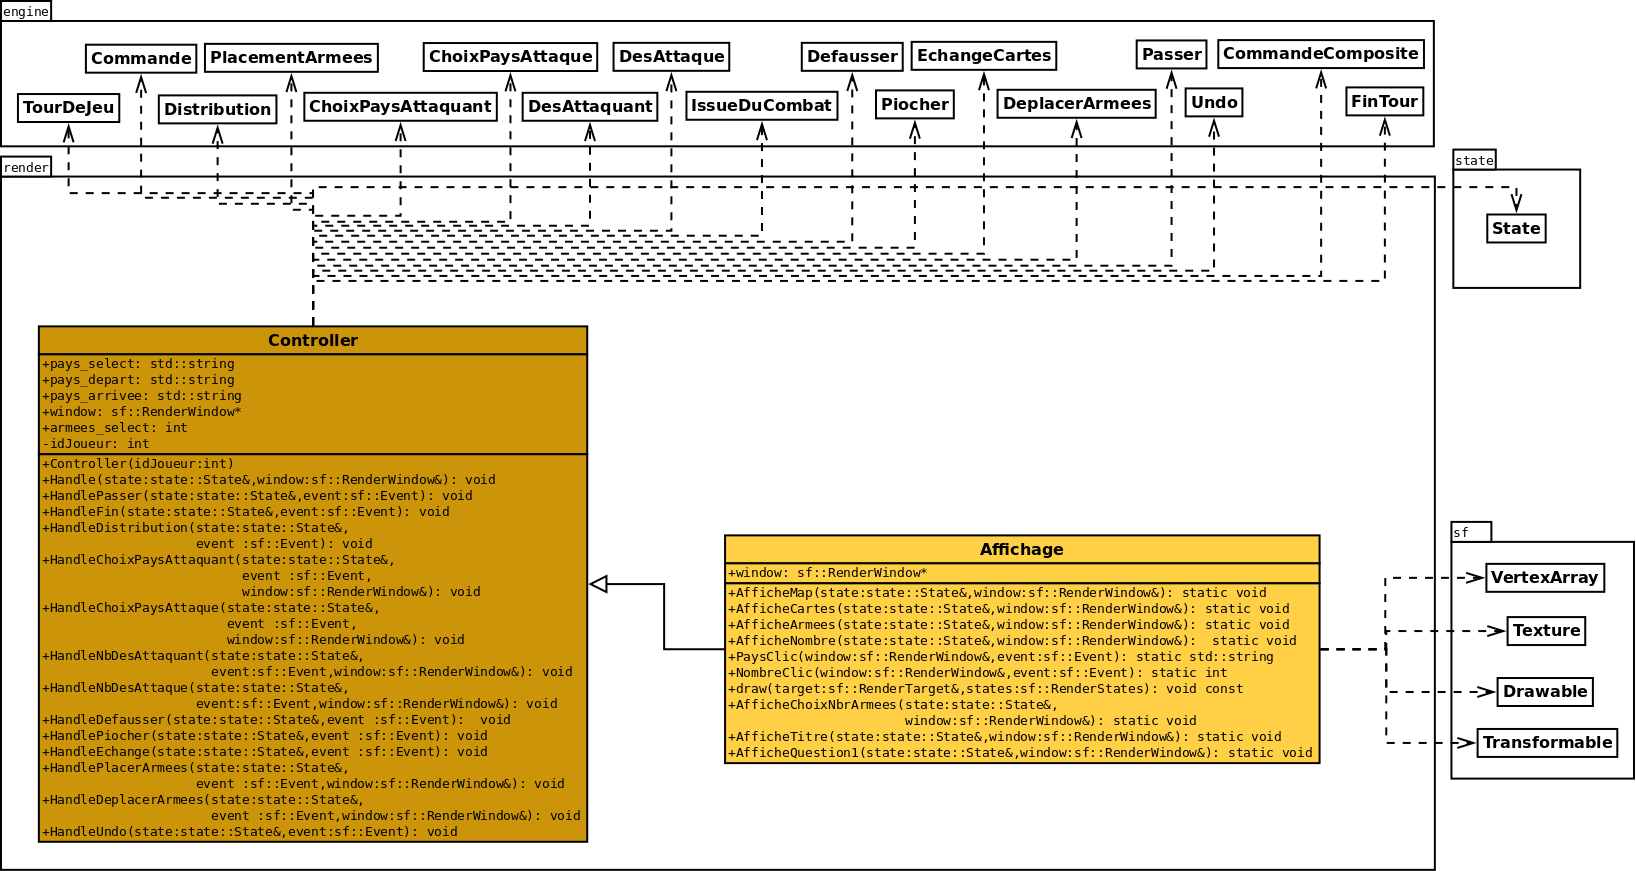 engine
Commande
PlacementArmees
ChoixPaysAttaque
DesAttaque
Defausser
EchangeCartes
Passer
CommandeComposite
TourDeJeu
Distribution
ChoixPaysAttaquant
DesAttaquant
IssueDuCombat
Piocher
DeplacerArmees
Undo
FinTour
render
state
State
Controller
+pays_select: std::string
+pays_depart: std::string
+pays_arrivee: std::string
+window: sf::RenderWindow*
+armees_select: int
-idJoueur: int
+Controller(idJoueur:int)
+Handle(state:state::State&,window:sf::RenderWindow&): void
+HandlePasser(state:state::State&,event:sf::Event): void
+HandleFin(state:state::State&,event:sf::Event): void
+HandleDistribution(state:state::State&,
event :sf::Event): void
+HandleChoixPaysAttaquant(state:state::State&,
event :sf::Event,
window:sf::RenderWindow&): void
+HandleChoixPaysAttaque(state:state::State&,
event :sf::Event,
window:sf::RenderWindow&): void
+HandleNbDesAttaquant(state:state::State&,
event:sf::Event,window:sf::RenderWindow&): void
+HandleNbDesAttaque(state:state::State&,
event:sf::Event,window:sf::RenderWindow&): void
+HandleDefausser(state:state::State&,event :sf::Event):  void
+HandlePiocher(state:state::State&,event :sf::Event): void
+HandleEchange(state:state::State&,event :sf::Event): void
+HandlePlacerArmees(state:state::State&,
event :sf::Event,window:sf::RenderWindow&): void
+HandleDeplacerArmees(state:state::State&,
event :sf::Event,window:sf::RenderWindow&): void
+HandleUndo(state:state::State&,event:sf::Event): void
Affichage
+window: sf::RenderWindow*
+AfficheMap(state:state::State&,window:sf::RenderWindow&): static void
+AfficheCartes(state:state::State&,window:sf::RenderWindow&): static void
+AfficheArmees(state:state::State&,window:sf::RenderWindow&): static void
+AfficheNombre(state:state::State&,window:sf::RenderWindow&):  static void
+PaysClic(window:sf::RenderWindow&,event:sf::Event): static std::string
+NombreClic(window:sf::RenderWindow&,event:sf::Event): static int
+draw(target:sf::RenderTarget&,states:sf::RenderStates): void const
+AfficheChoixNbrArmees(state:state::State&,
window:sf::RenderWindow&): static void
+AfficheTitre(state:state::State&,window:sf::RenderWindow&): static void
+AfficheQuestion1(state:state::State&,window:sf::RenderWindow&): static void
sf
VertexArray
Texture
Drawable
Transformable